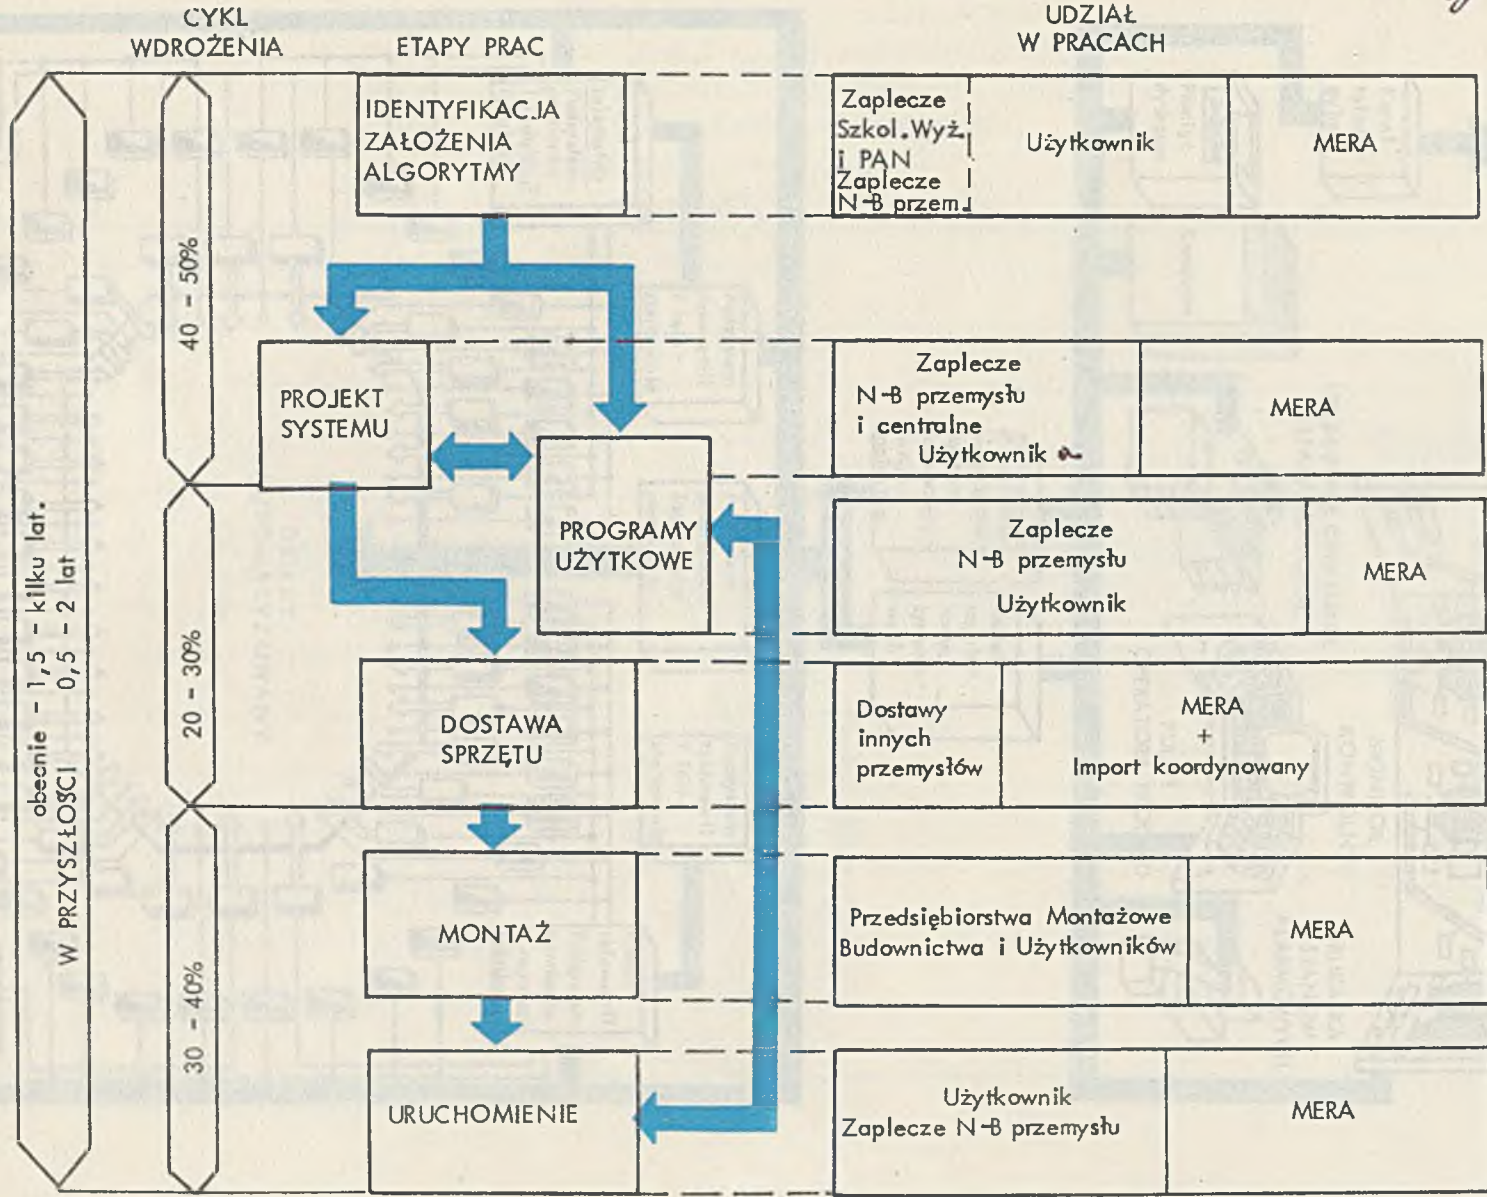 CYKL
WDROŻENIA
ETAPY PRAC
UDZIAŁ
W PRACACH
obecnie - 1,5 - kilku lat.
W PRZYSZŁOŚCI 0,5 - 2 lat
40 - 50%
20 - 30%
30 - 40%
IDENTYFIKACJA
ZAŁOŻENIA
ALGORYTMY
Zaplecze
Szkol.Wyż.
i PAN
Zaplecze
N-B przem.
Użytkownik
MERA
PROJEKT
SYSTEMU
Zaplecze
N-B przemysłu
i centralne
Użytkownik
MERA
PROGRAMY
UŻYTKOWE
Zaplecze
N-B przemysłu
Użytkownik
MERA
DOSTAWA
SPRZĘTU
Dostawy
innych
przemysłów
MERA
+
Import koordynowany
MONTAŻ
Przedsiębiorstwa Montażowe
Budownictwa i Użytkowników
MERA
URUCHOMIENIE
Użytkownik
Zaplecze N-B przemysłu
MERA